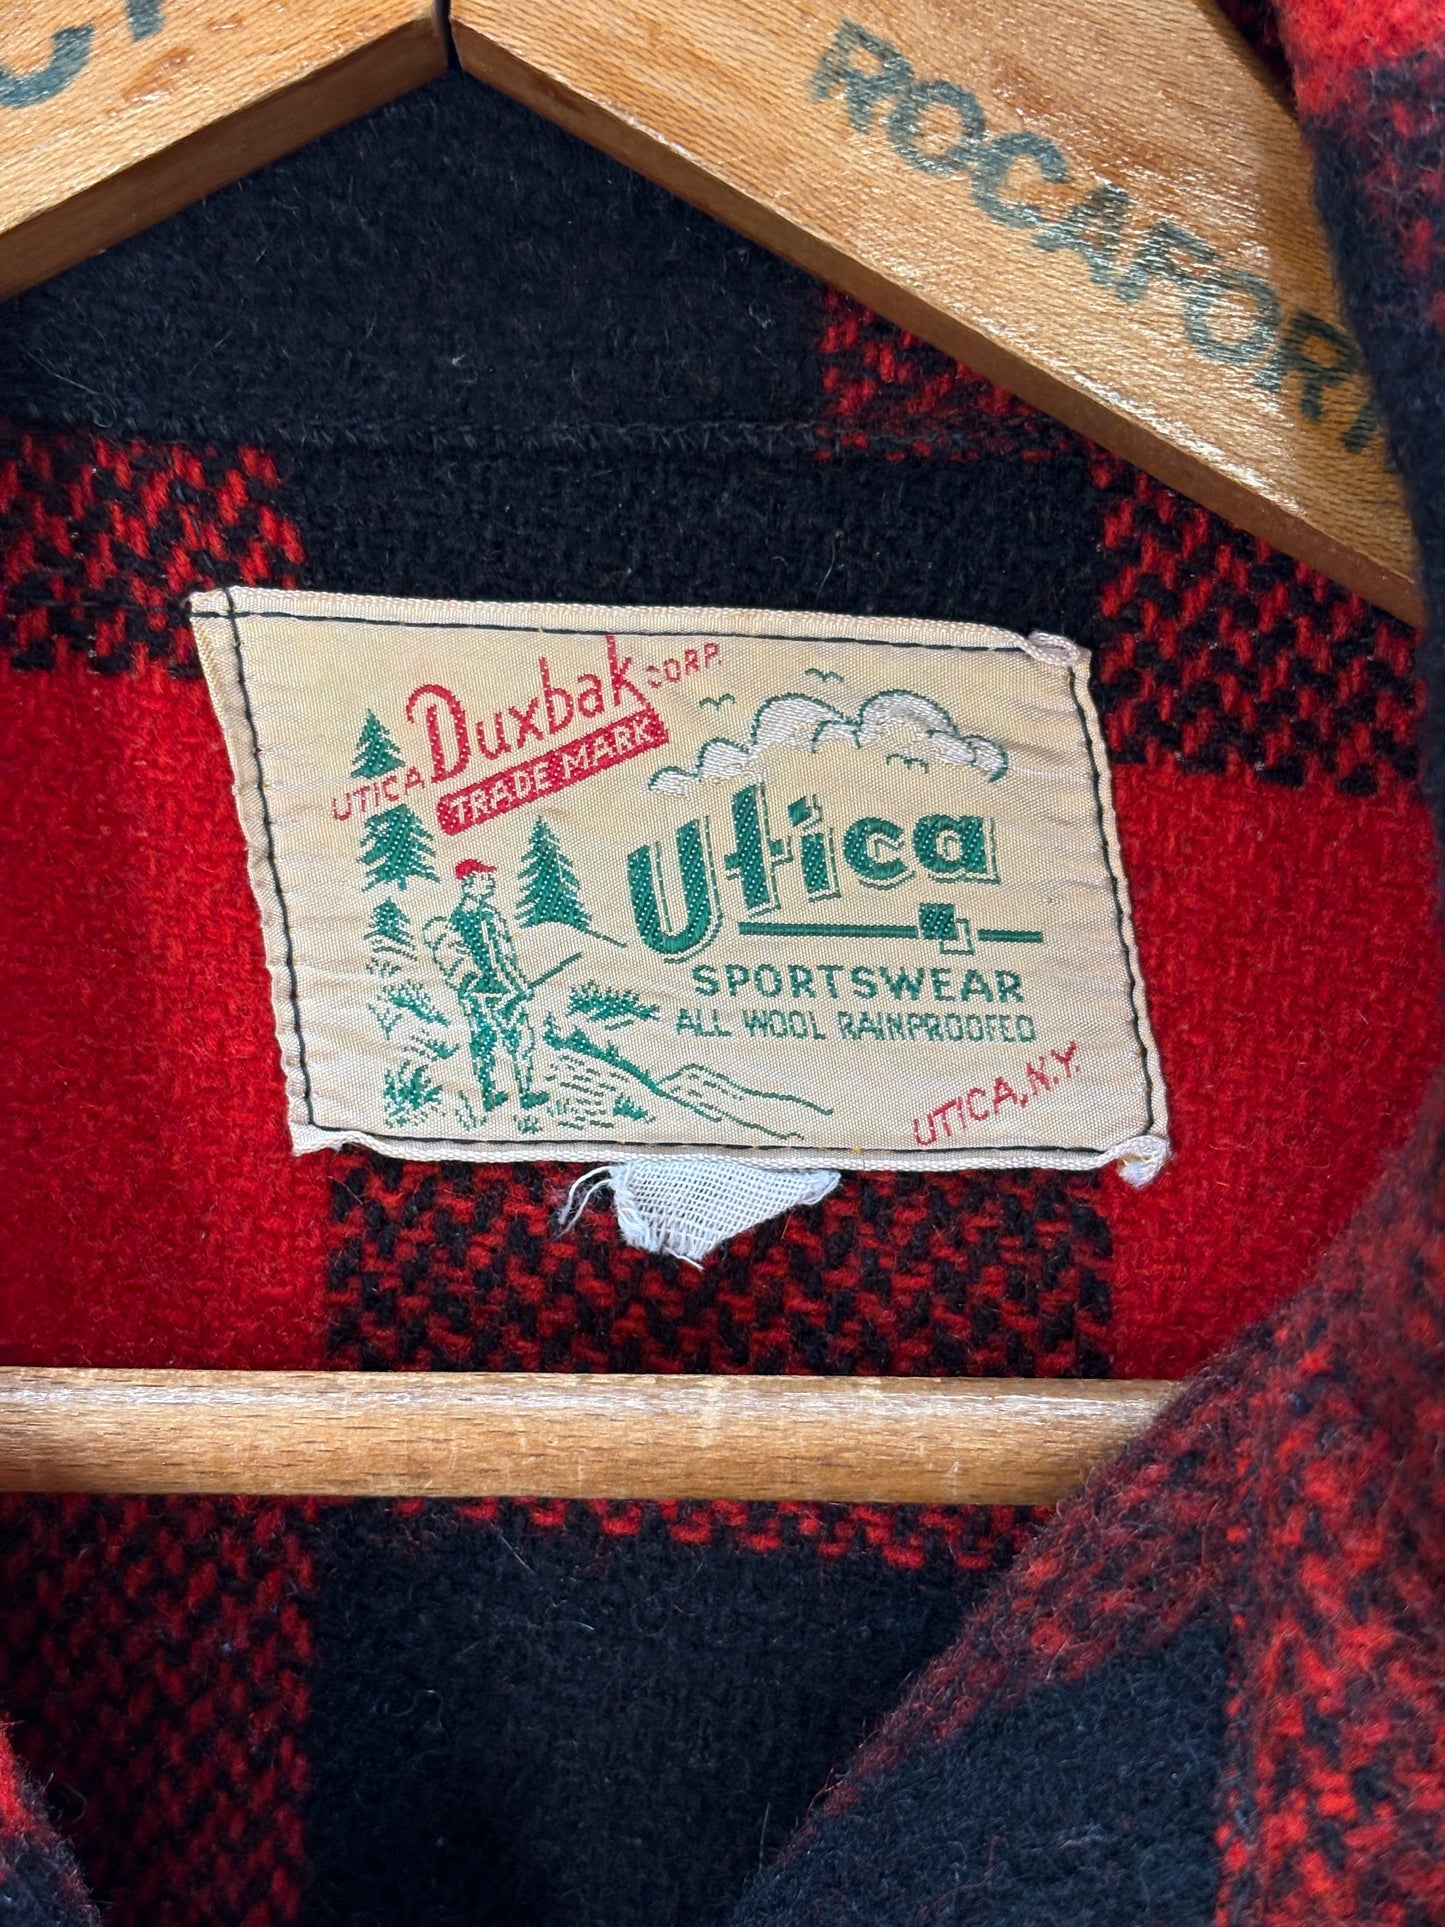 ROCAFORT
UTICA Duxbak CORP.
TRADE MARK
Utica
SPORTSWEAR
ALL WOOL RAINPROOFED
UTICA, N.Y.